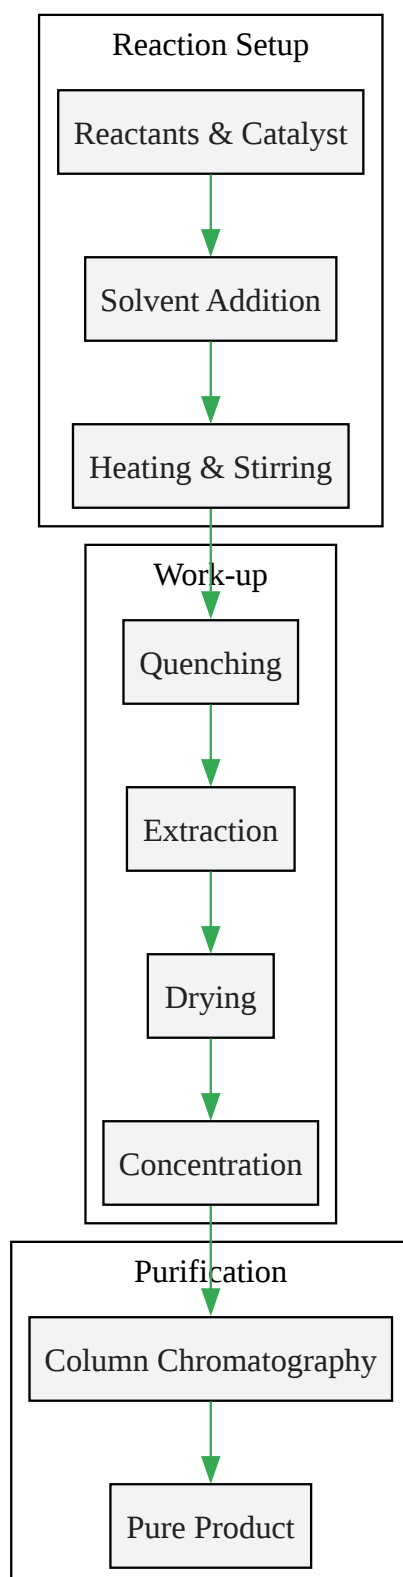 Reaction Setup
Reactants & Catalyst
Solvent Addition
Heating & Stirring
Work-up
Quenching
Extraction
Drying
Concentration
Purification
Column Chromatography
Pure Product